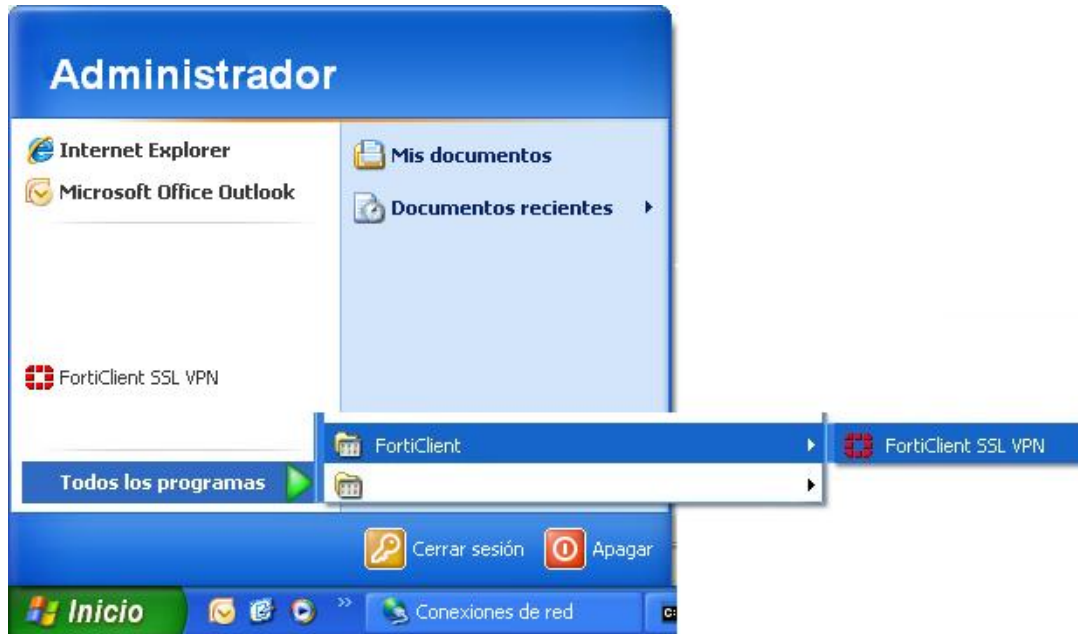 Administrador
Internet Explorer
Mis documentos
Microsoft Office Outlook
Documentos recientes
FortiClient SSL VPN
FortiClient
FortiClient SSL VPN
Todos los programas
Cerrar sesión
Apagar
Inicio
Conexiones de red